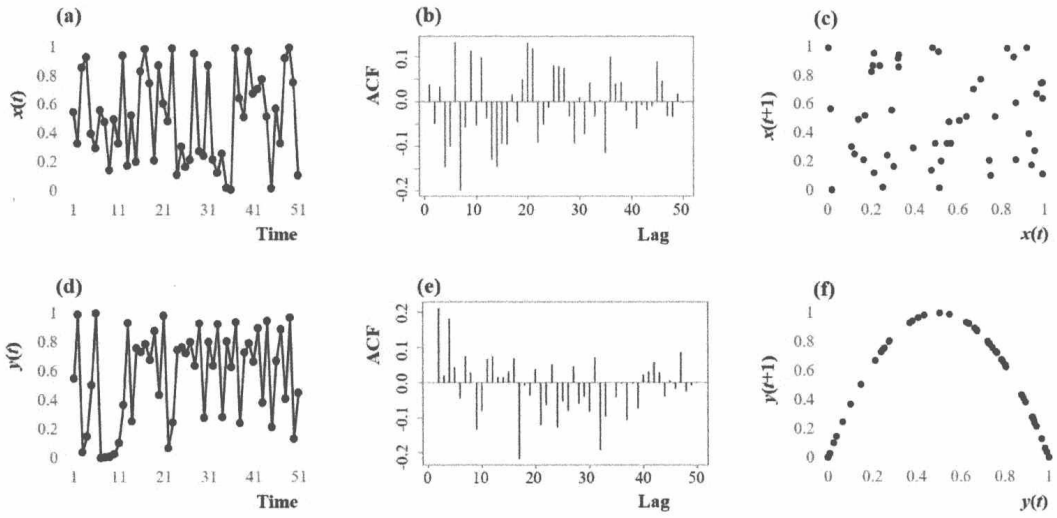 (a)
x(t)
1
0.8
0.6
0.4
0.2
0
1 11 21 31 41 51
Time
(b)
ACF
0.1
0.0
-0.1
-0.2
0 10 20 30 40 50
Lag
(c)
x(t+1)
1
0.8
0.6
0.4
0.2
0
0 0.2 0.4 0.6 0.8 1
x(t)
(d)
y(t)
1
0.8
0.6
0.4
0.2
0
1 11 21 31 41 51
Time
(e)
ACF
0.2
0.1
0.0
-0.1
-0.2
0 10 20 30 40 50
Lag
(f)
y(t+1)
1
0.8
0.6
0.4
0.2
0
0 0.2 0.4 0.6 0.8 1
y(t)